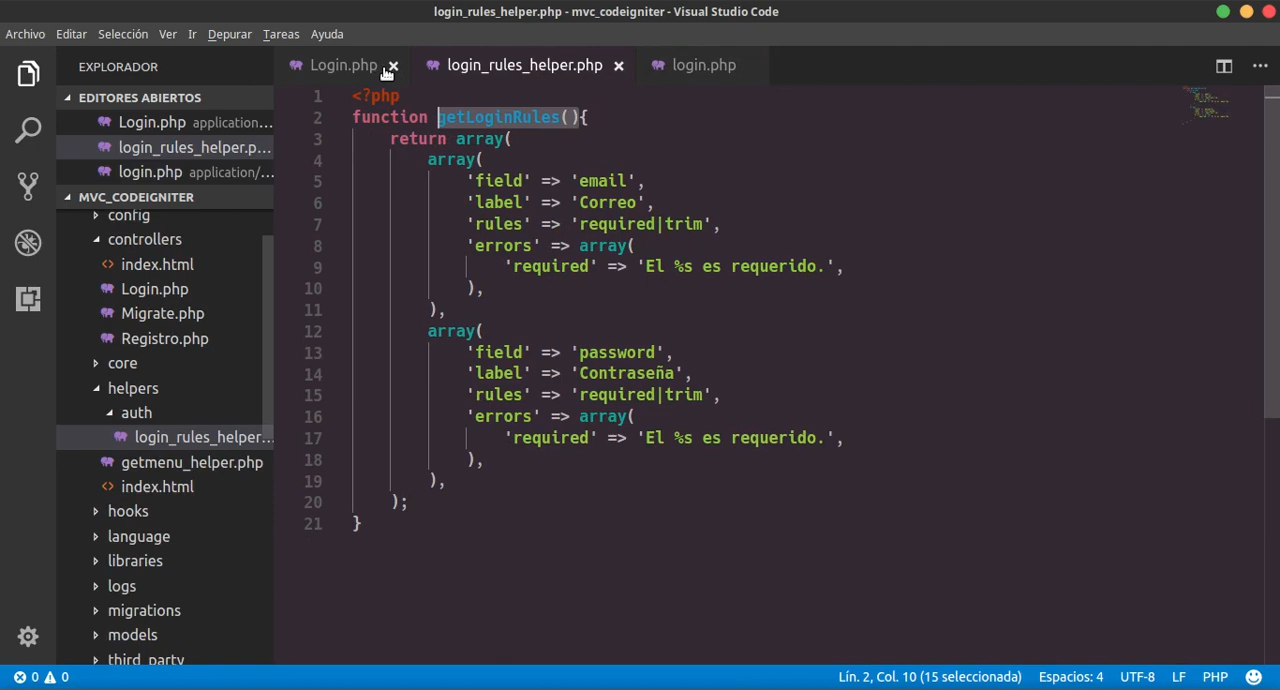 login_rules_helper.php - mvc_codeigniter - Visual Studio Code
Archivo Editar Selección Ver Ir Depurar Tareas Ayuda
EXPLORADOR
EDITORES ABIERTOS
Login.php application...
login_rules_helper.p...
login.php application/...
MVC_CODEIGNITER
config
controllers
index.html
Login.php
Migrate.php
Registro.php
core
helpers
auth
login_rules_helper...
getmenu_helper.php
index.html
hooks
language
libraries
logs
migrations
models
third_party
Login.php login_rules_helper.php login.php
1 <?php
2 function getLoginRules(){
3 return array(
4 array(
5 'field' => 'email',
6 'label' => 'Correo',
7 'rules' => 'required|trim',
8 'errors' => array(
9 'required' => 'El %s es requerido.',
10 ),
11 ),
12 array(
13 'field' => 'password',
14 'label' => 'Contraseña',
15 'rules' => 'required|trim',
16 'errors' => array(
17 'required' => 'El %s es requerido.',
18 ),
19 ),
20 );
21 }
0 0 Lín. 2, Col. 10 (15 seleccionada) Espacios: 4 UTF-8 LF PHP